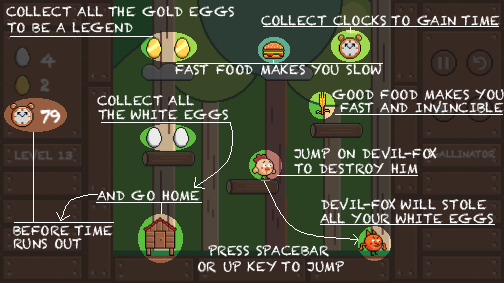 COLLECT ALL THE GOLD EGGS
TO BE A LEGEND
COLLECT CLOCKS TO GAIN TIME
4
2
FAST FOOD MAKES YOU SLOW
79
COLLECT ALL
THE WHITE EGGS
GOOD FOOD MAKES YOU
FAST AND INVINCIBLE
LEVEL 13
ALLINATOR
JUMP ON DEVIL-FOX
TO DESTROY HIM
AND GO HOME
DEVIL-FOX WILL STOLE
ALL YOUR WHITE EGGS
BEFORE TIME
RUNS OUT
PRESS SPACEBAR
OR UP KEY TO JUMP